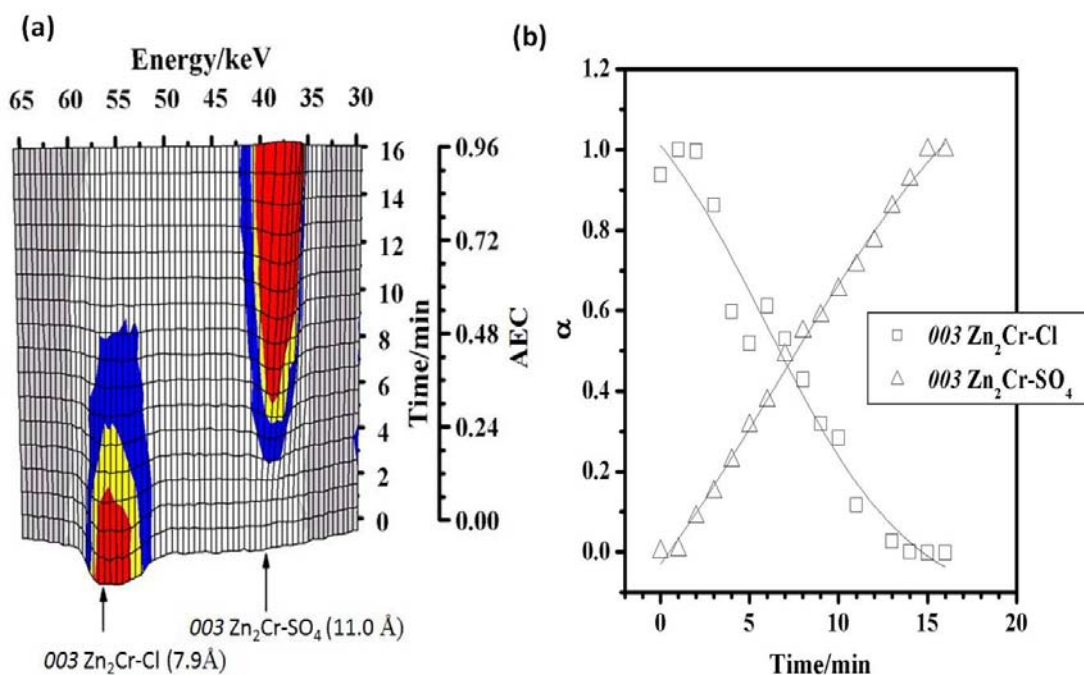 (a)
Energy/keV
65 60 55 50 45 40 35 30
16
14
12
10
8
6
4
2
0
Time/min
0.96
0.72
0.48
0.24
0.00
AEC
003 Zn₂Cr-SO₄ (11.0 Å)
003 Zn₂Cr-Cl (7.9Å)
(b)
1.2
1.0
0.8
0.6
0.4
0.2
0.0
α
003 Zn₂Cr-Cl
003 Zn₂Cr-SO₄
0 5 10 15 20
Time/min